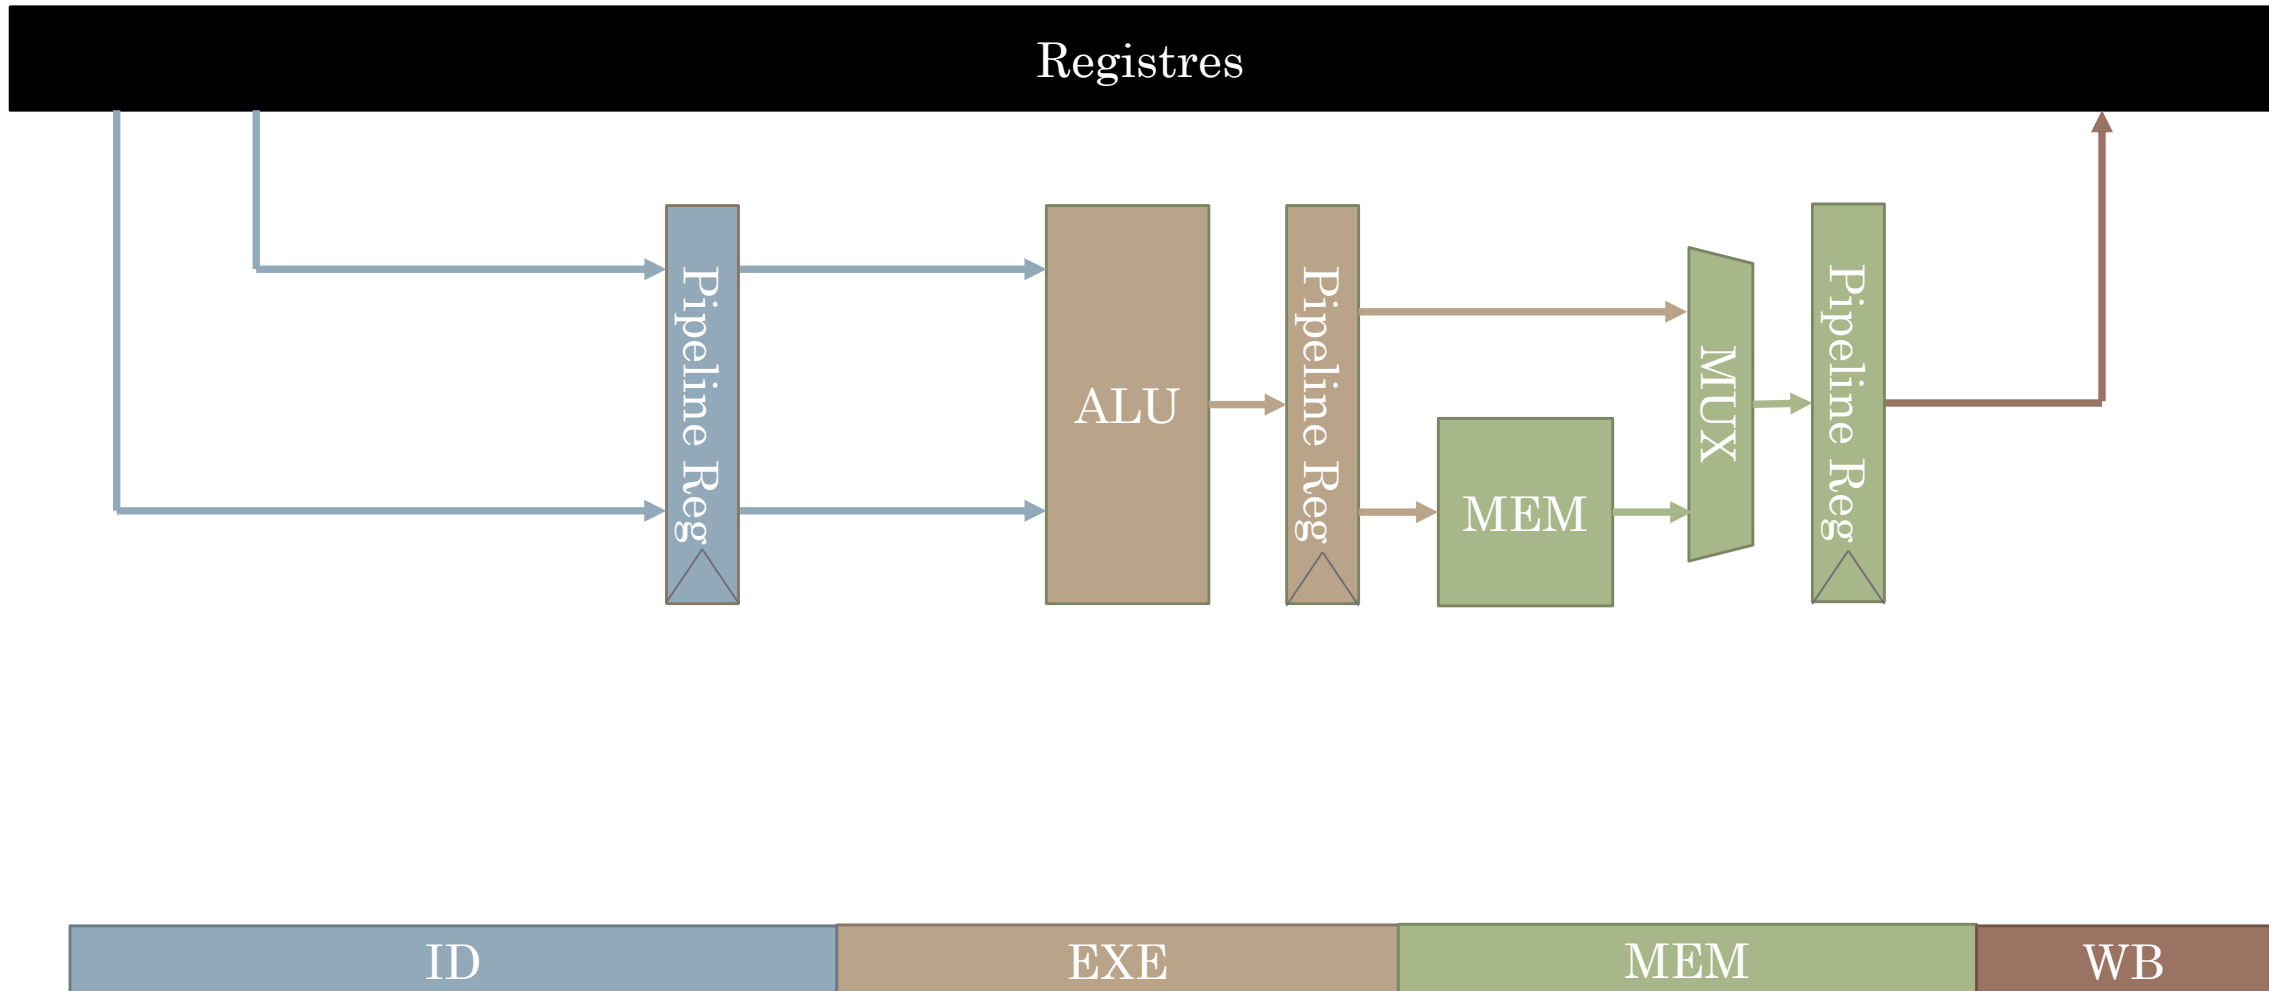 Registres
Pipeline Reg
ALU
Pipeline Reg
MEM
MUX
Pipeline Reg
ID
EXE
MEM
WB